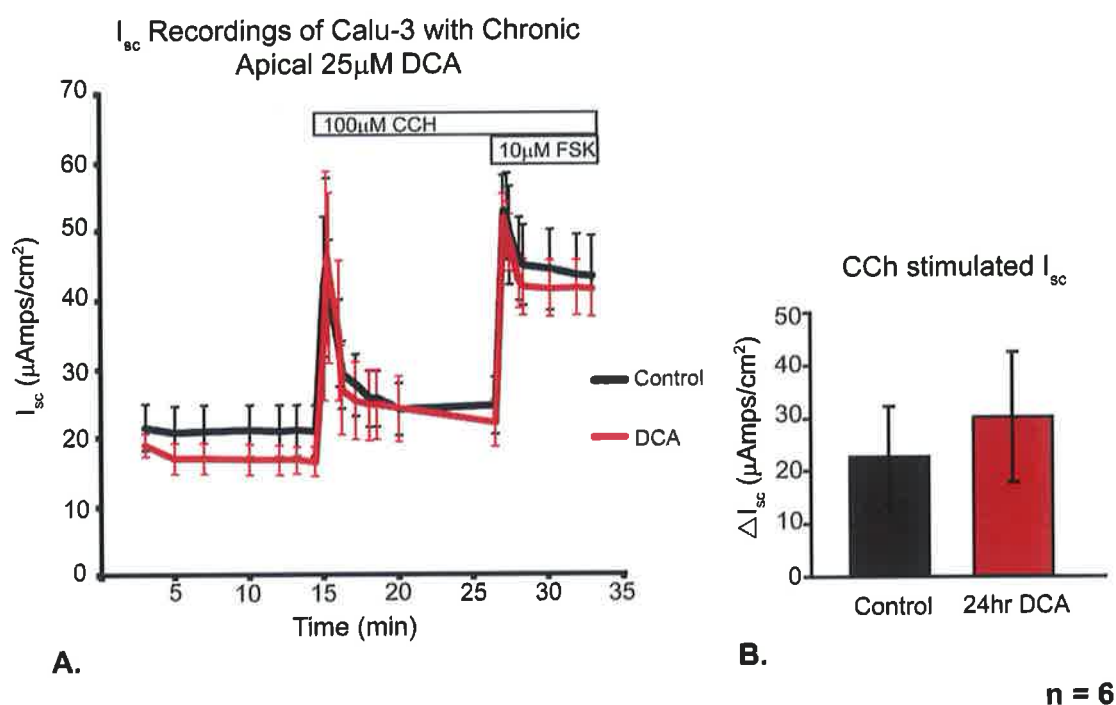 Isc Recordings of Calu-3 with Chronic
Apical 25µM DCA
70
60
50
40
30
20
10
0
Isc (µAmps/cm²)
100µM CCH
10µM FSK
Control
DCA
5
10
15
20
25
30
35
Time (min)
A.
CCh stimulated Isc
50
40
30
20
10
0
△Isc (µAmps/cm²)
Control
24hr DCA
B.
n = 6